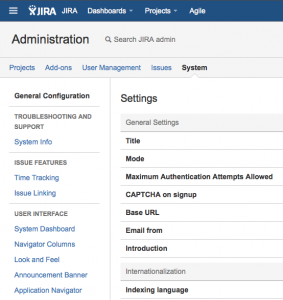 JIRA JIRA Dashboards Projects Agile
Administration Search JIRA admin
Projects Add-ons User Management Issues System
General Configuration
TROUBLESHOOTING AND
SUPPORT
System Info
ISSUE FEATURES
Time Tracking
Issue Linking
USER INTERFACE
System Dashboard
Navigator Columns
Look and Feel
Announcement Banner
Application Navigator
Settings
General Settings
Title
Mode
Maximum Authentication Attempts Allowed
CAPTCHA on signup
Base URL
Email from
Introduction
Internationalization
Indexing language